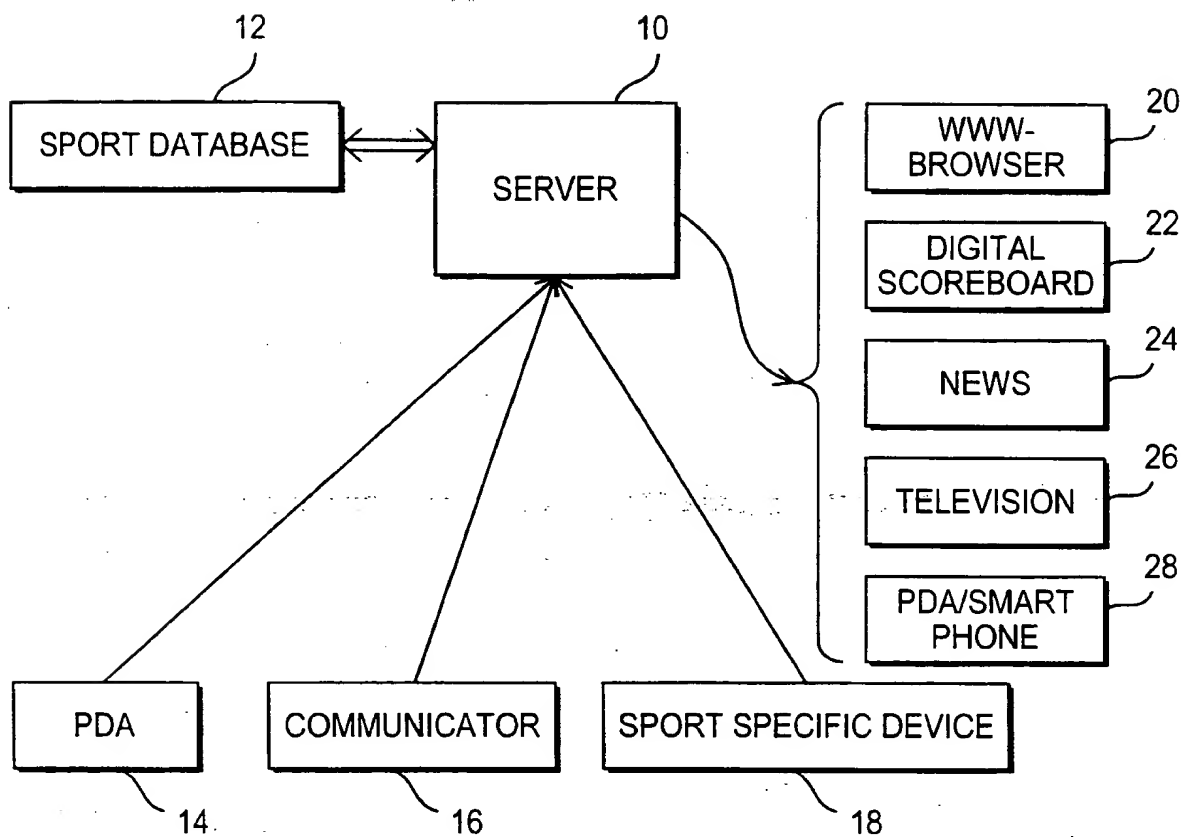 12
10
SPORT DATABASE
SERVER
20
WWW-
BROWSER
22
DIGITAL
SCOREBOARD
24
NEWS
26
TELEVISION
28
PDA/SMART
PHONE
PDA
COMMUNICATOR
SPORT SPECIFIC DEVICE
14
16
18